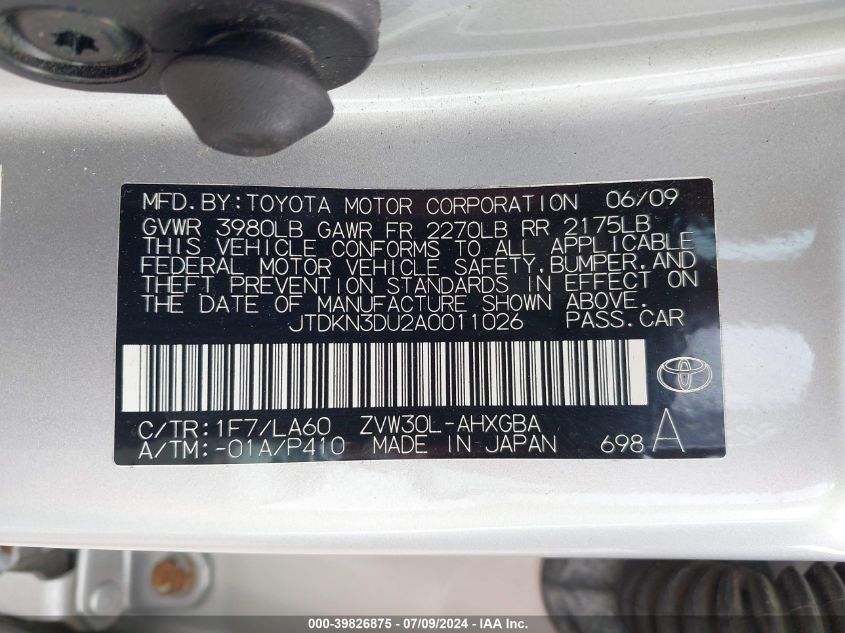 MFD.BY:TOYOTA MOTOR CORPORATION 06/09
GVWR 3980LB GAWR FR 2270LB RR 2175LB
THIS VEHICLE CONFORMS TO ALL APPLICABLE
FEDERAL MOTOR VEHICLE SAFETY,BUMPER,AND
THEFT PREVENTION STANDARDS IN EFFECT ON
THE DATE OF MANUFACTURE SHOWN ABOVE.
JTDKN3DU2A0011026 PASS.CAR
C/TR:1F7/LA60 ZVW30L-AHXGBA
A/TM:-01A/P410 MADE IN JAPAN 698 A
000-39826875 - 07/09/2024 - IAA Inc.